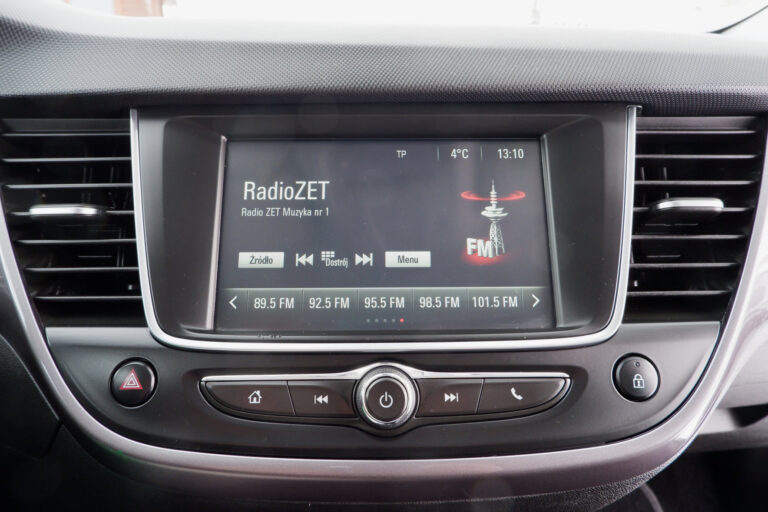 TP 4°C 13:10
RadioZET
Radio ZET Muzyka nr 1
FM
Źródło Dostrój Menu
89.5 FM 92.5 FM 95.5 FM 98.5 FM 101.5 FM